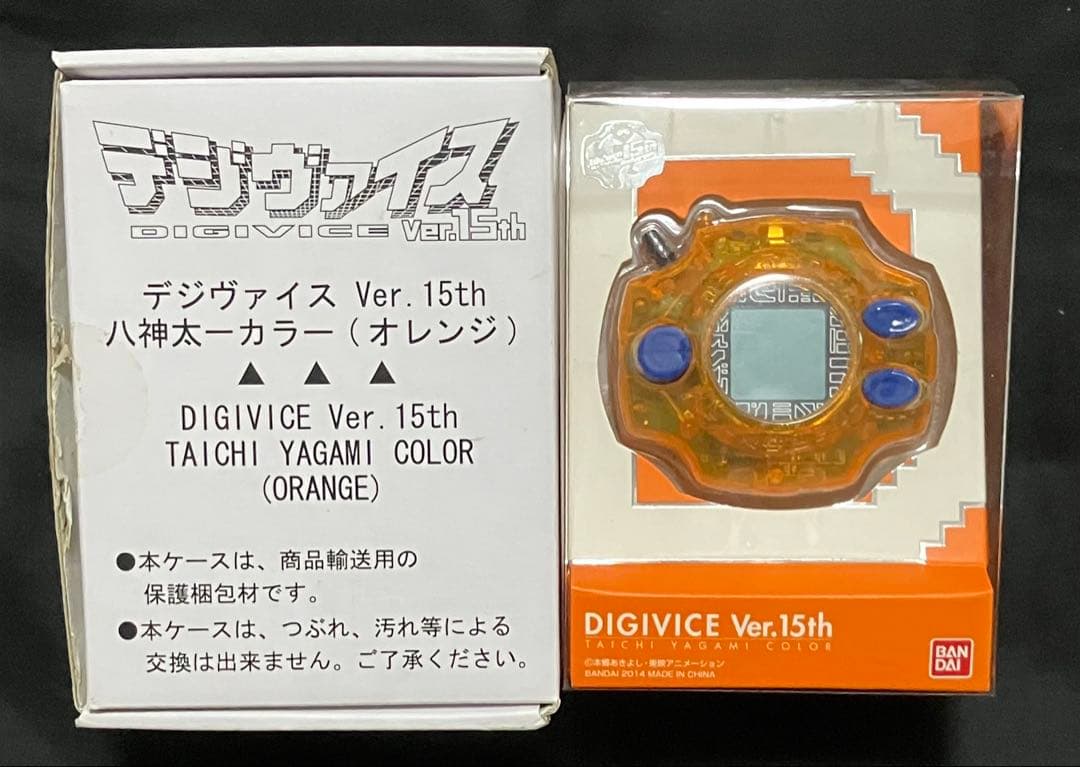 デジヴァイス
DIGIVICE Ver.15th
デジヴァイス Ver.15th
八神太一カラー(オレンジ)
▲ ▲ ▲
DIGIVICE Ver.15th
TAICHI YAGAMI COLOR
(ORANGE)
●本ケースは、商品輸送用の
保護梱包材です。
●本ケースは、つぶれ、汚れ等による
交換は出来ません。ご了承ください。
DIGIVICE Ver.15th
TAICHI YAGAMI COLOR
©本郷あきよし・東映アニメーション
BANDAI 2014 MADE IN CHINA
BAN
DAI